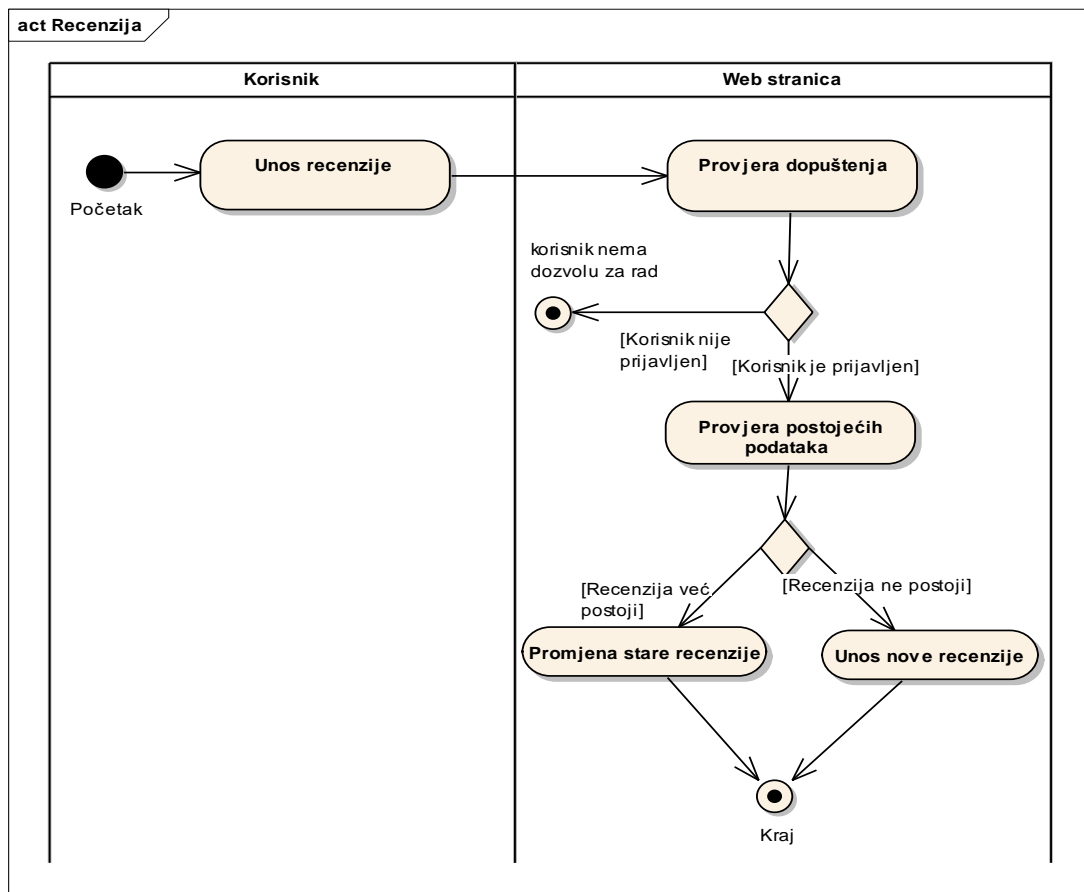 act Recenzija
Korisnik
Web stranica
Unos recenzije
Provjera dopuštenja
Početak
korisnik nema
dozvolu za rad
[Korisnik nije
prijavljen]
[Korisnik je prijavljen]
Provjera postojećih
podataka
[Recenzija već
postoji]
[Recenzija ne postoji]
Promjena stare recenzije
Unos nove recenzije
Kraj